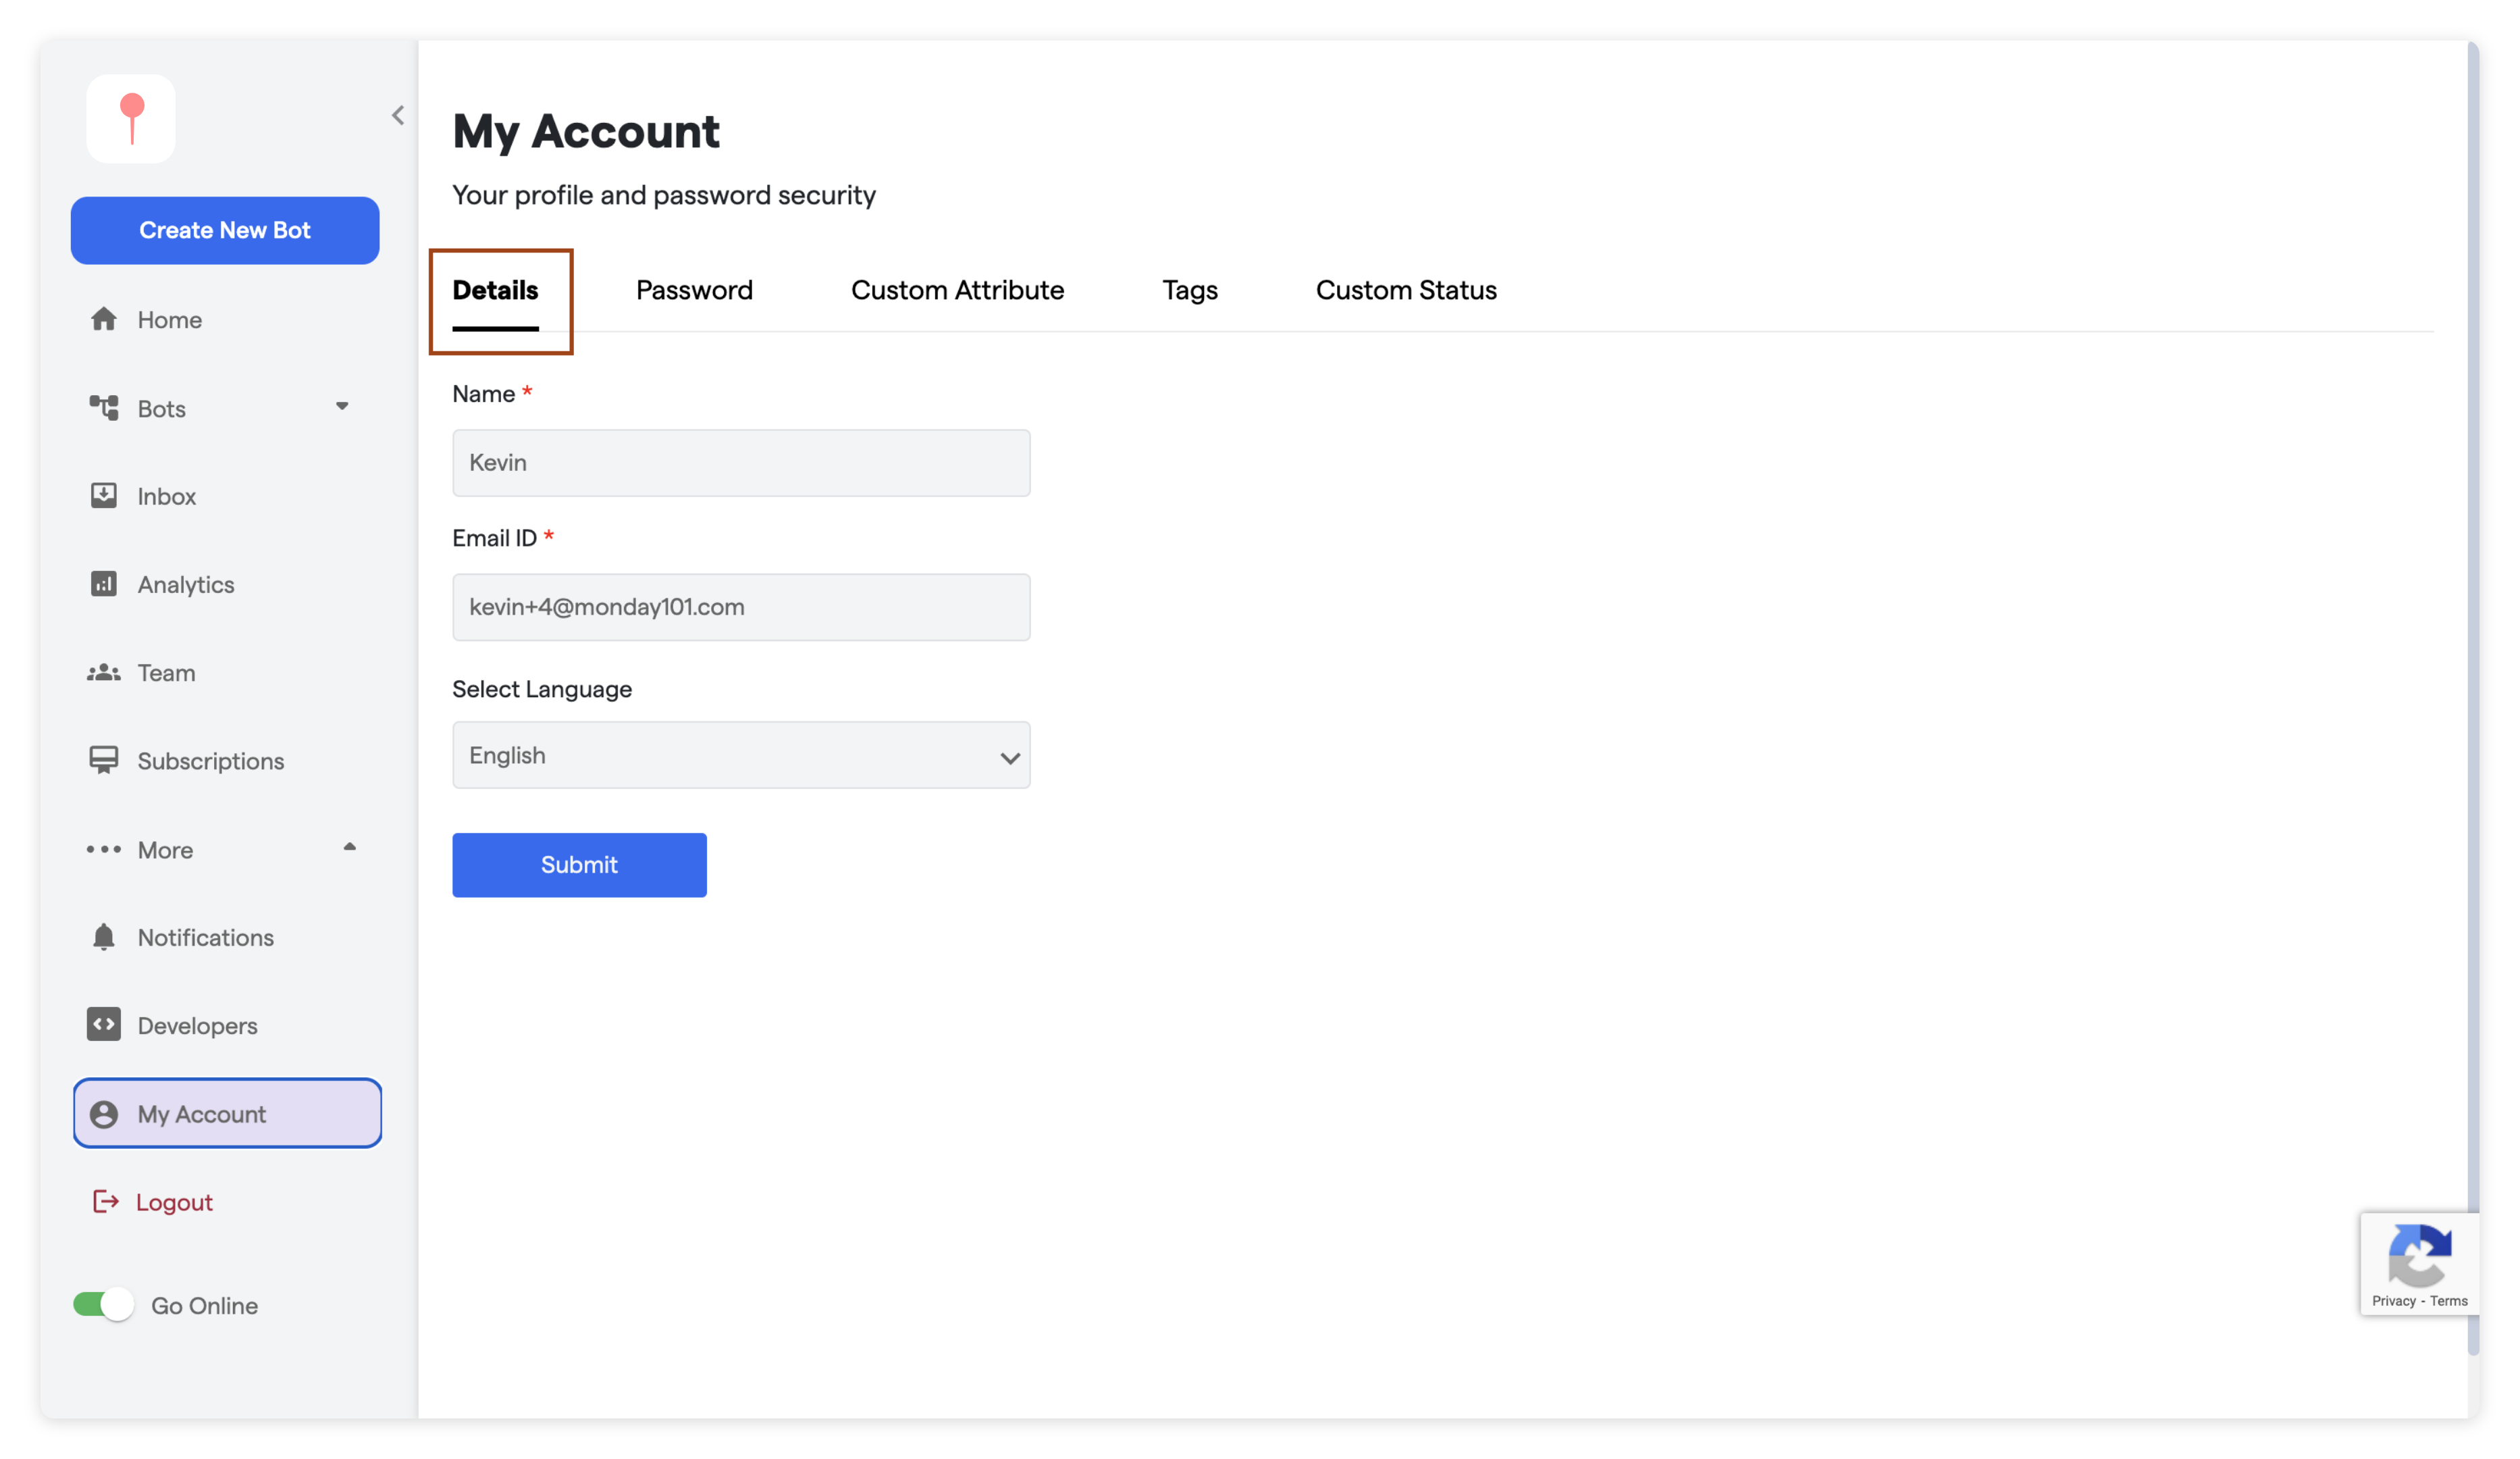 Create New Bot
Home
Bots
Inbox
Analytics
Team
Subscriptions
More
Notifications
Developers
My Account
Logout
Go Online
My Account
Your profile and password security
Details Password Custom Attribute Tags Custom Status
Name *
Kevin
Email ID *
kevin+4@monday101.com
Select Language
English
Submit
Privacy - Terms